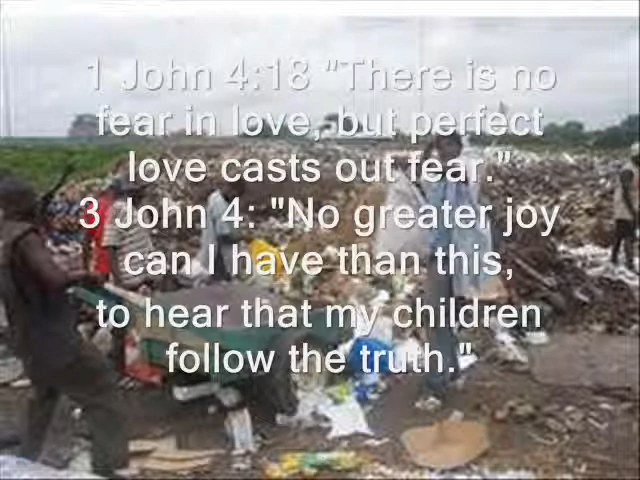 1 John 4:18 "There is no
fear in love, but perfect
love casts out fear."
3 John 4: "No greater joy
can I have than this,
to hear that my children
follow the truth."